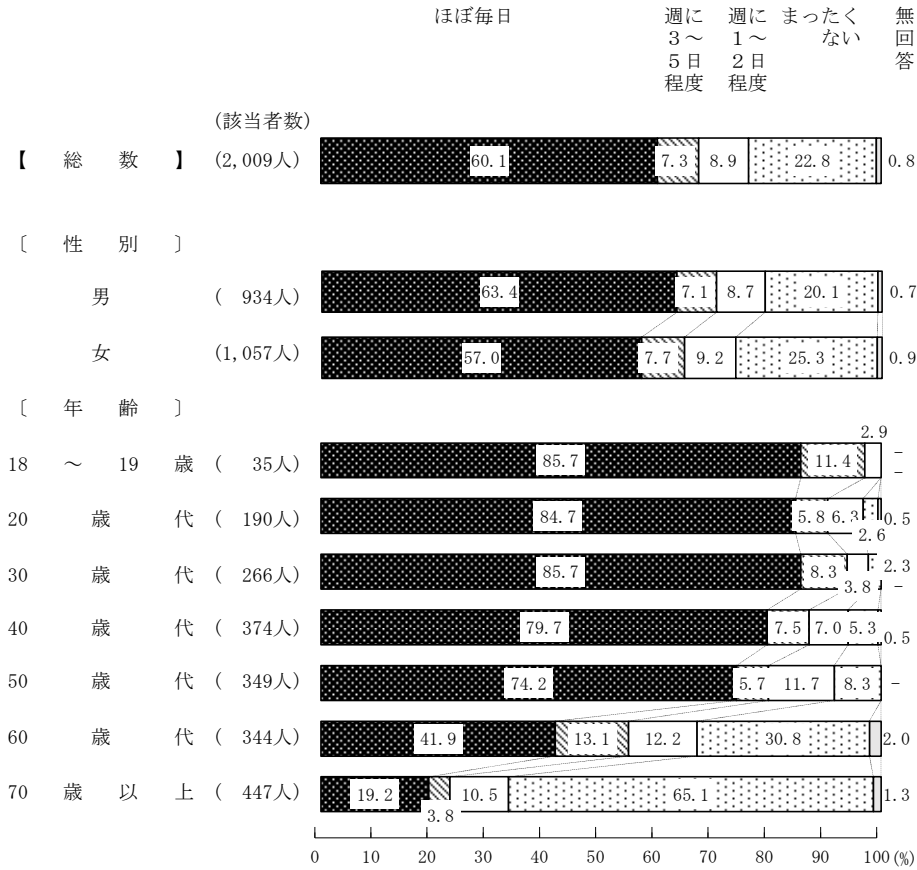 ほぼ毎日 週に3～5日程度 週に1～2日程度 まったくない 無回答
(該当者数)
【 総 数 】 (2,009人) 60.1 7.3 8.9 22.8 0.8
〔 性 別 〕
男 ( 934人) 63.4 7.1 8.7 20.1 0.7
女 (1,057人) 57.0 7.7 9.2 25.3 0.9
〔 年 齢 〕
18 ～ 19 歳 ( 35人) 85.7 11.4 2.9 - -
20 歳 代 ( 190人) 84.7 5.8 6.3 2.6 0.5
30 歳 代 ( 266人) 85.7 8.3 3.8 2.3 -
40 歳 代 ( 374人) 79.7 7.5 7.0 5.3 0.5
50 歳 代 ( 349人) 74.2 5.7 11.7 8.3 -
60 歳 代 ( 344人) 41.9 13.1 12.2 30.8 2.0
70 歳 以 上 ( 447人) 19.2 3.8 10.5 65.1 1.3
0 10 20 30 40 50 60 70 80 90 100 (%)